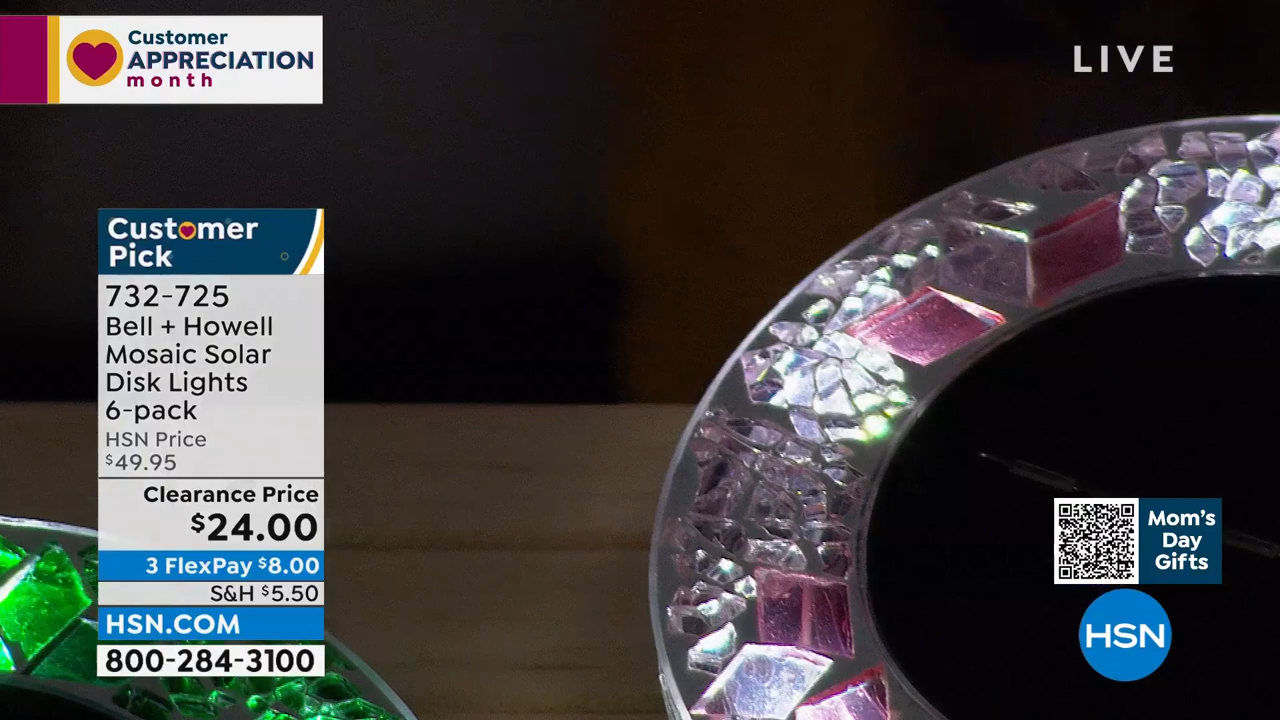 Customer
APPRECIATION
month
LIVE
Customer
Pick
732-725
Bell + Howell
Mosaic Solar
Disk Lights
6-pack
HSN Price
$49.95
Clearance Price
$24.00
3 FlexPay $8.00
S&H $5.50
HSN.COM
800-284-3100
Mom's
Day
Gifts
HSN